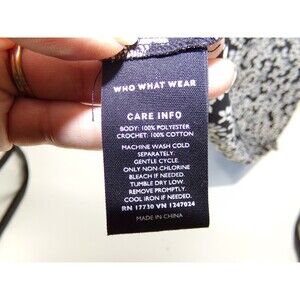 WHO WHAT WEAR
CARE INFO
BODY: 100% POLYESTER
CROCHET: 100% COTTON
MACHINE WASH COLD
SEPARATELY.
GENTLE CYCLE.
ONLY NON-CHLORINE
BLEACH IF NEEDED.
TUMBLE DRY LOW.
REMOVE PROMPTLY.
COOL IRON IF NEEDED.
RN 17730 VN 1247024
MADE IN CHINA